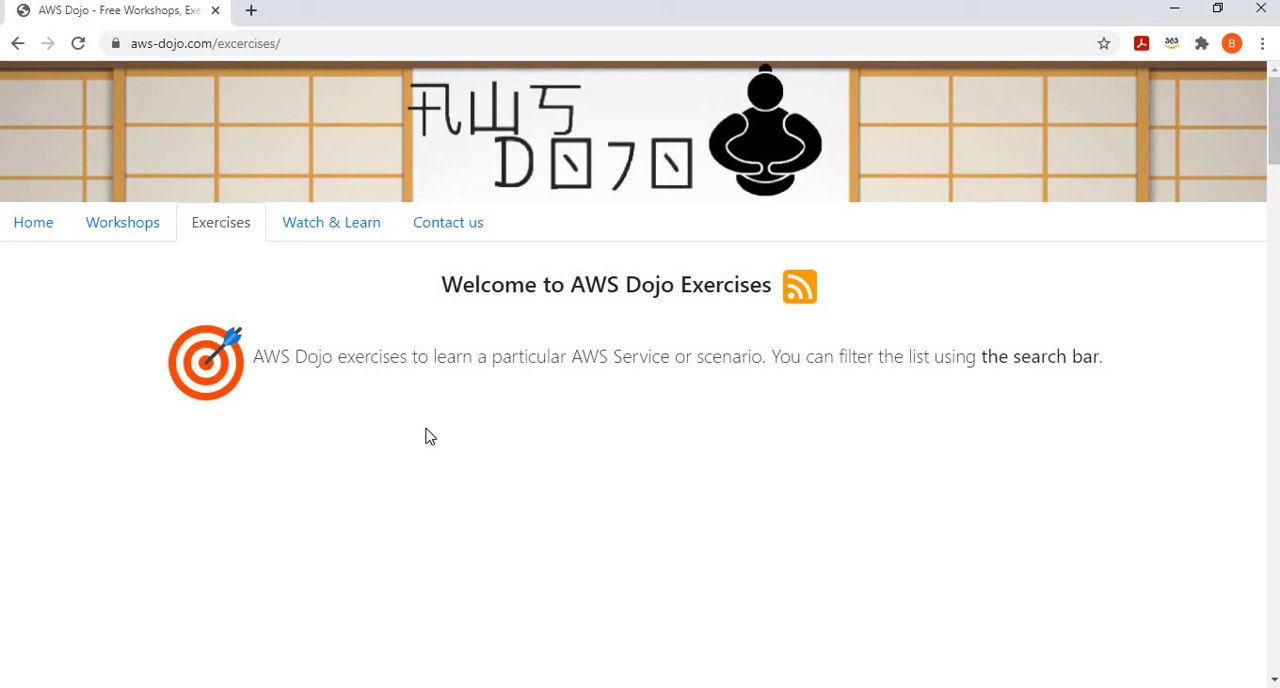 AWS Dojo - Free Workshops, Exe
aws-dojo.com/excercises/
B
AWS
DOJO
Home Workshops Exercises Watch & Learn Contact us
Welcome to AWS Dojo Exercises
AWS Dojo exercises to learn a particular AWS Service or scenario. You can filter the list using the search bar.